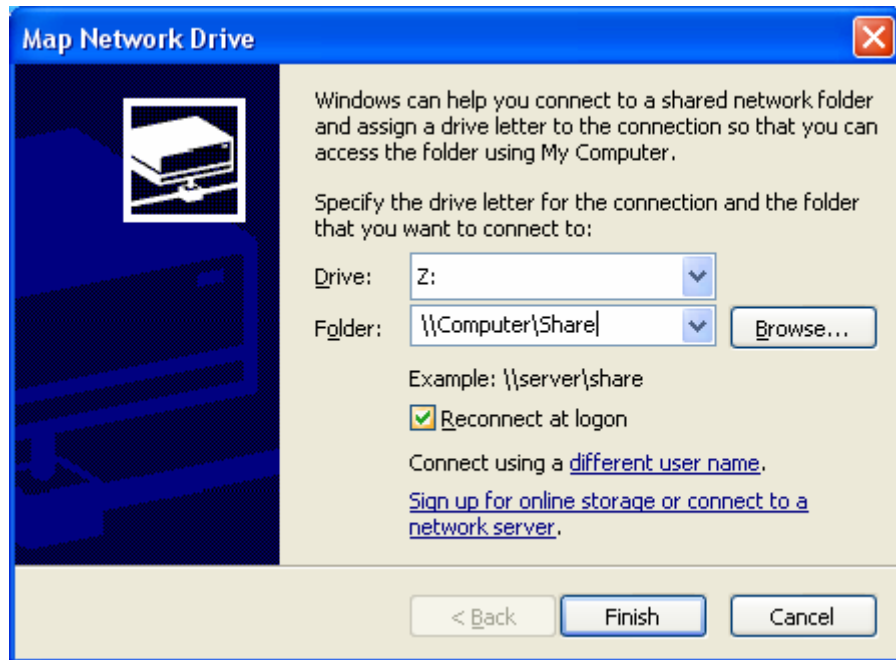 Map Network Drive
Windows can help you connect to a shared network folder
and assign a drive letter to the connection so that you can
access the folder using My Computer.
Specify the drive letter for the connection and the folder
that you want to connect to:
Drive: Z:
Folder: \\Computer\Share Browse...
Example: \\server\share
Reconnect at logon
Connect using a different user name.
Sign up for online storage or connect to a
network server.
< Back Finish Cancel